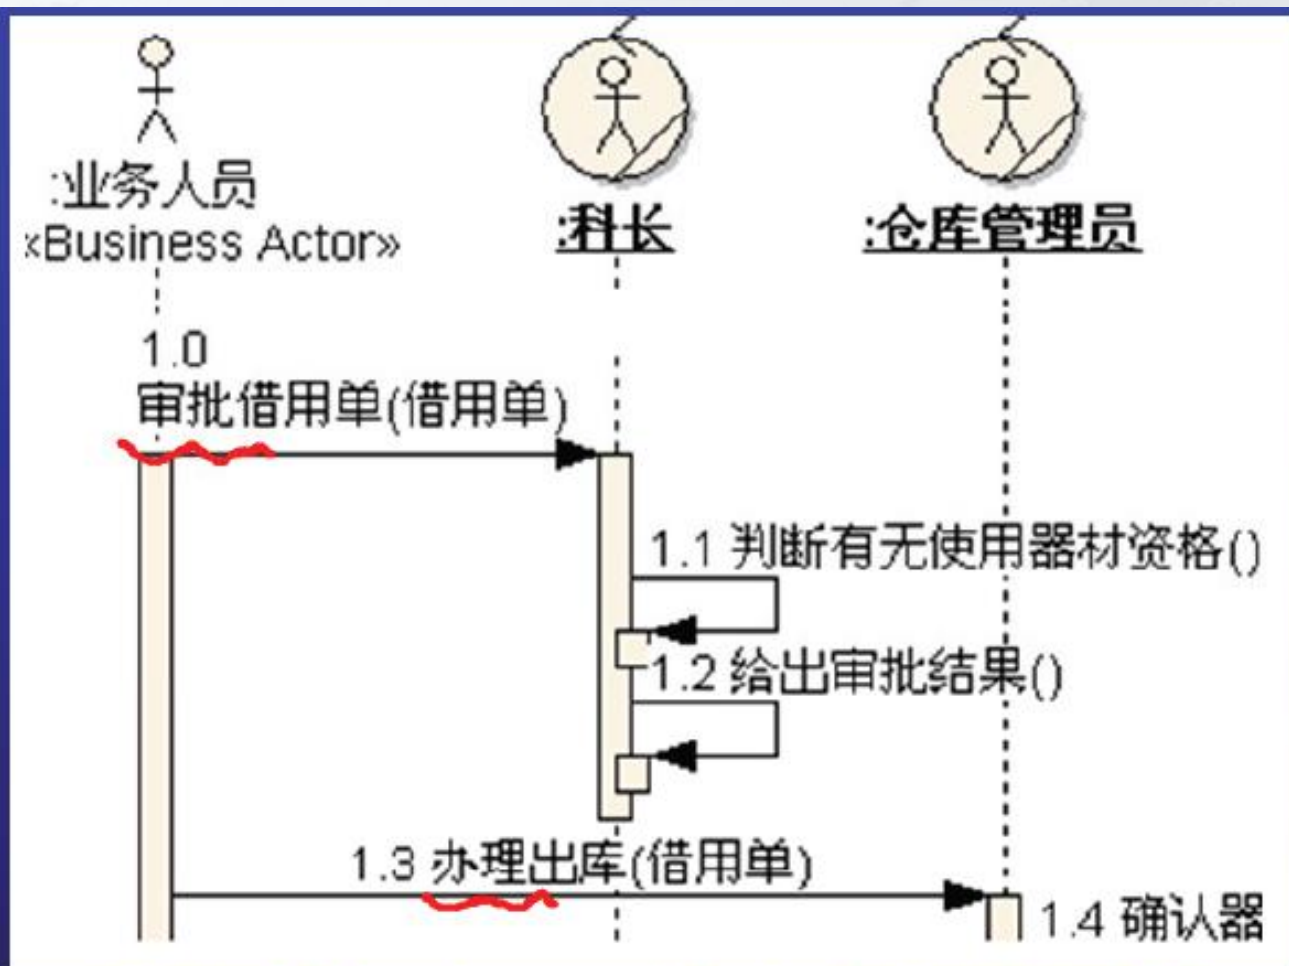 :业务人员
«Business Actor»
:科长
:仓库管理员
1.0
审批借用单(借用单)
1.1 判断有无使用器材资格()
1.2 给出审批结果()
1.3 办理出库(借用单)
1.4 确认器